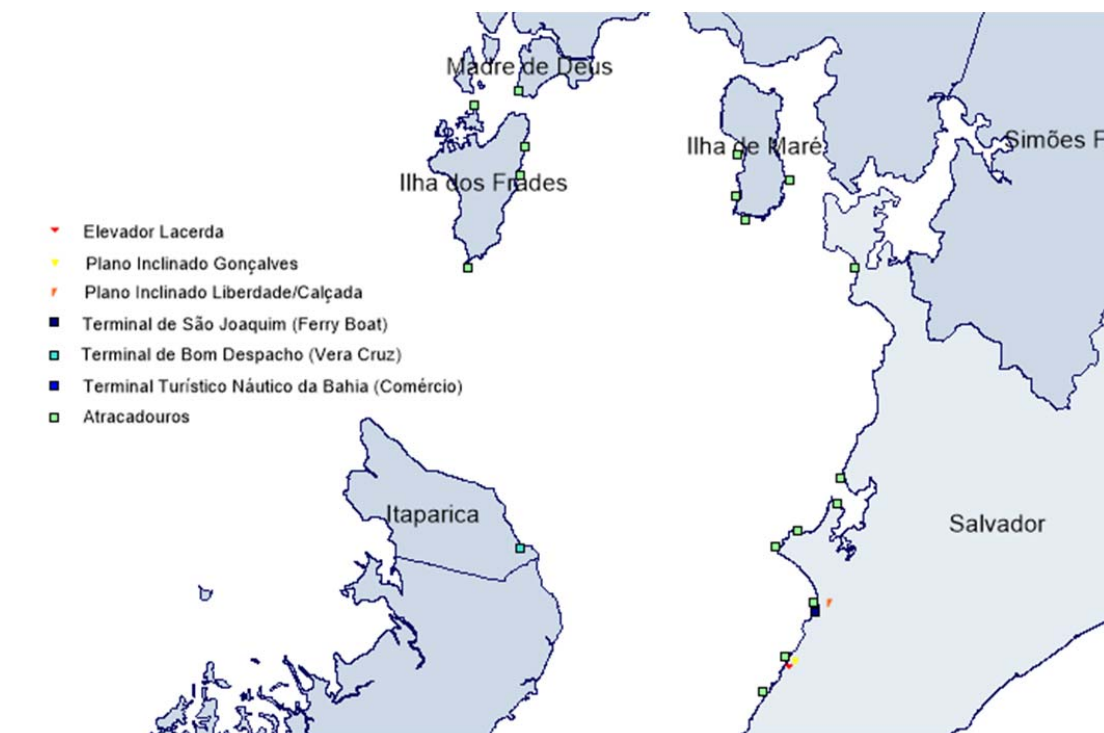 Madre de Deus
Ilha de Maré
Simões F
Ilha dos Frades
Elevador Lacerda
Plano Inclinado Gonçalves
Plano Inclinado Liberdade/Calçada
Terminal de São Joaquim (Ferry Boat)
Terminal de Bom Despacho (Vera Cruz)
Terminal Turístico Náutico da Bahia (Comércio)
Atracadouros
Itaparica
Salvador